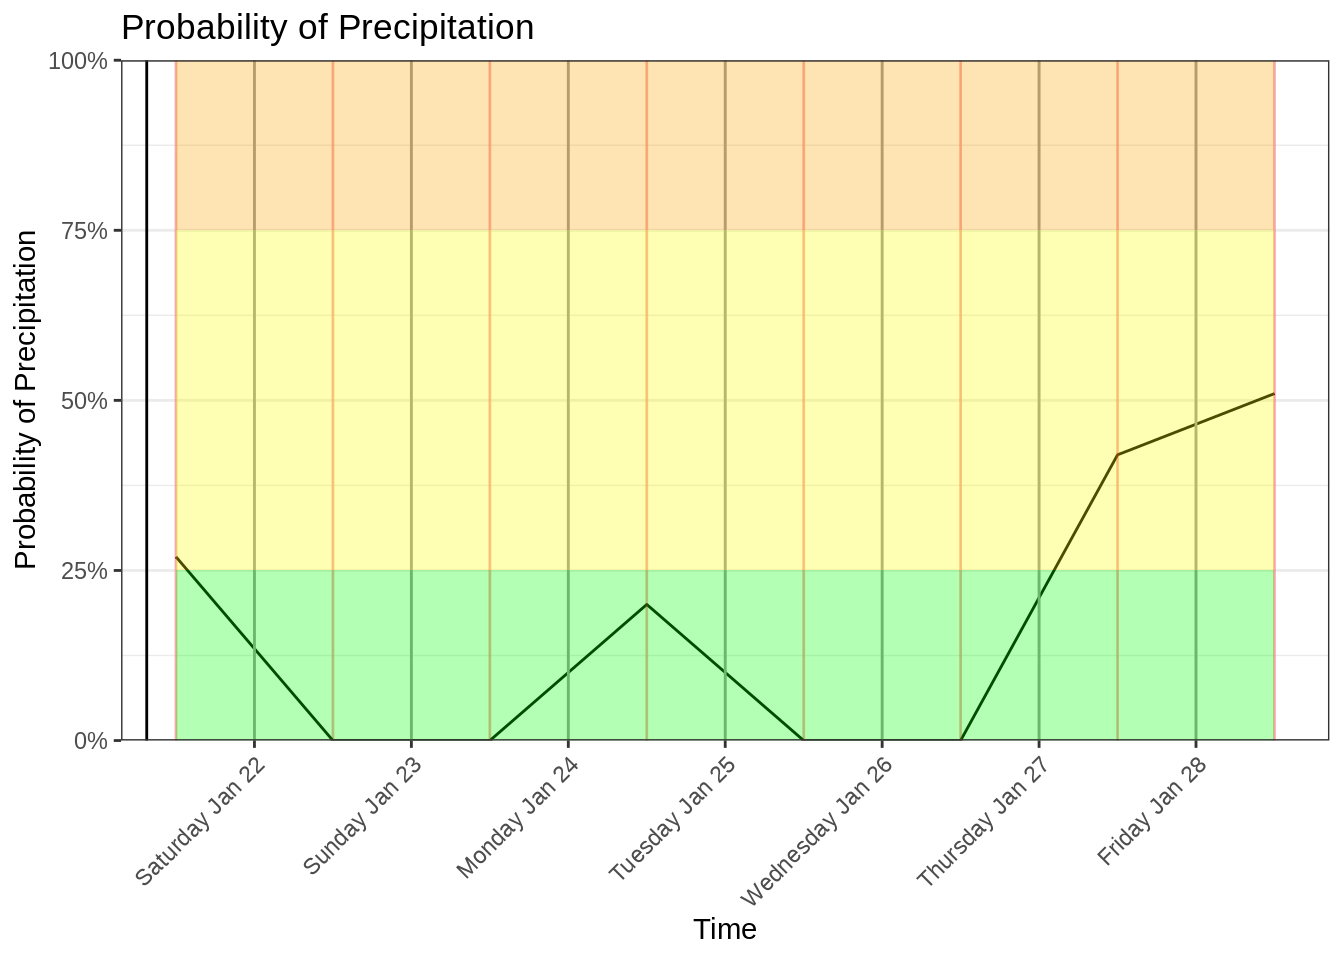 Probability of Precipitation
Probability of Precipitation
100%
75%
50%
25%
0%
Saturday Jan 22
Sunday Jan 23
Monday Jan 24
Tuesday Jan 25
Wednesday Jan 26
Thursday Jan 27
Friday Jan 28
Time